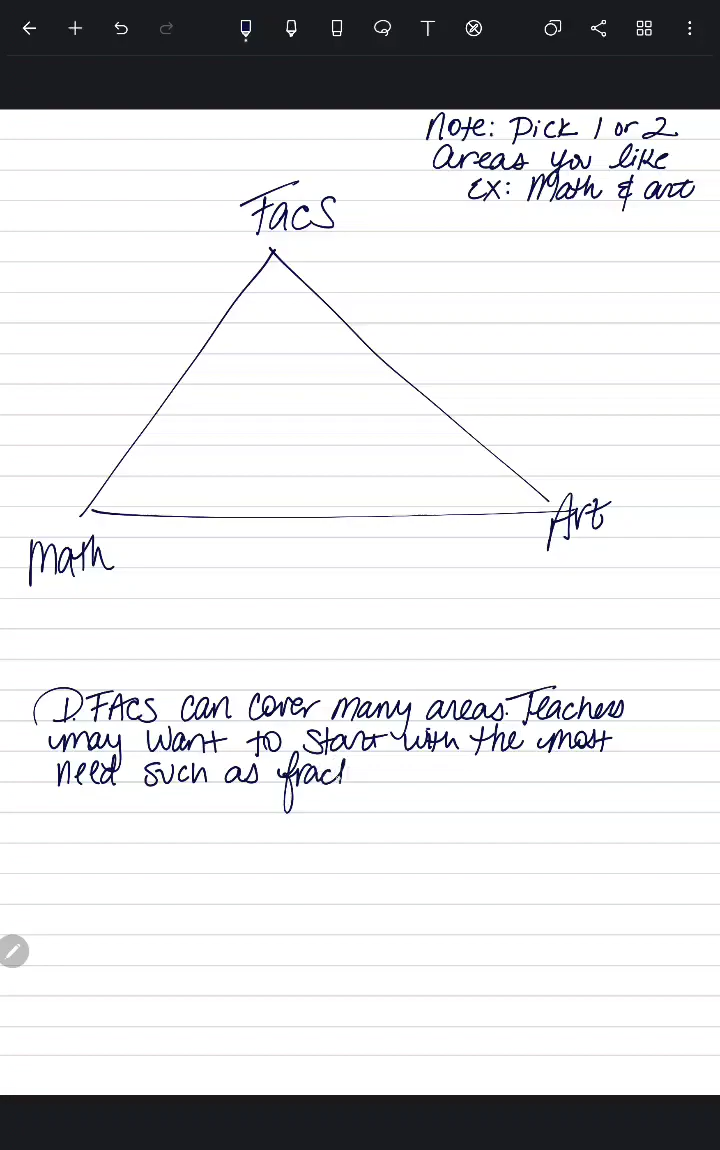 Note: Pick 1 or 2
areas you like
EX: Math & art
Facs
Art
Math
1. FAcs can cover many areas. Teachers
may want to start with the most
need such as fract